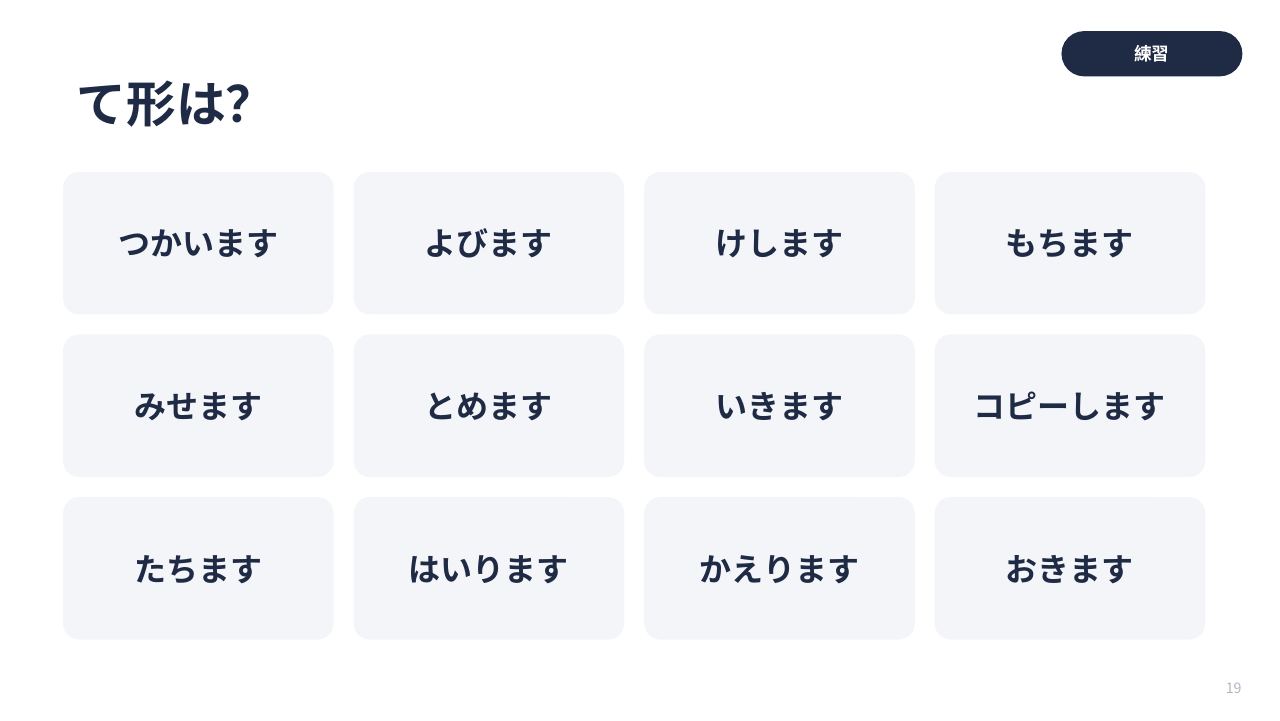 練習
て形は?
つかいます
よびます
けします
もちます
みせます
とめます
いきます
コピーします
たちます
はいります
かえります
おきます
19